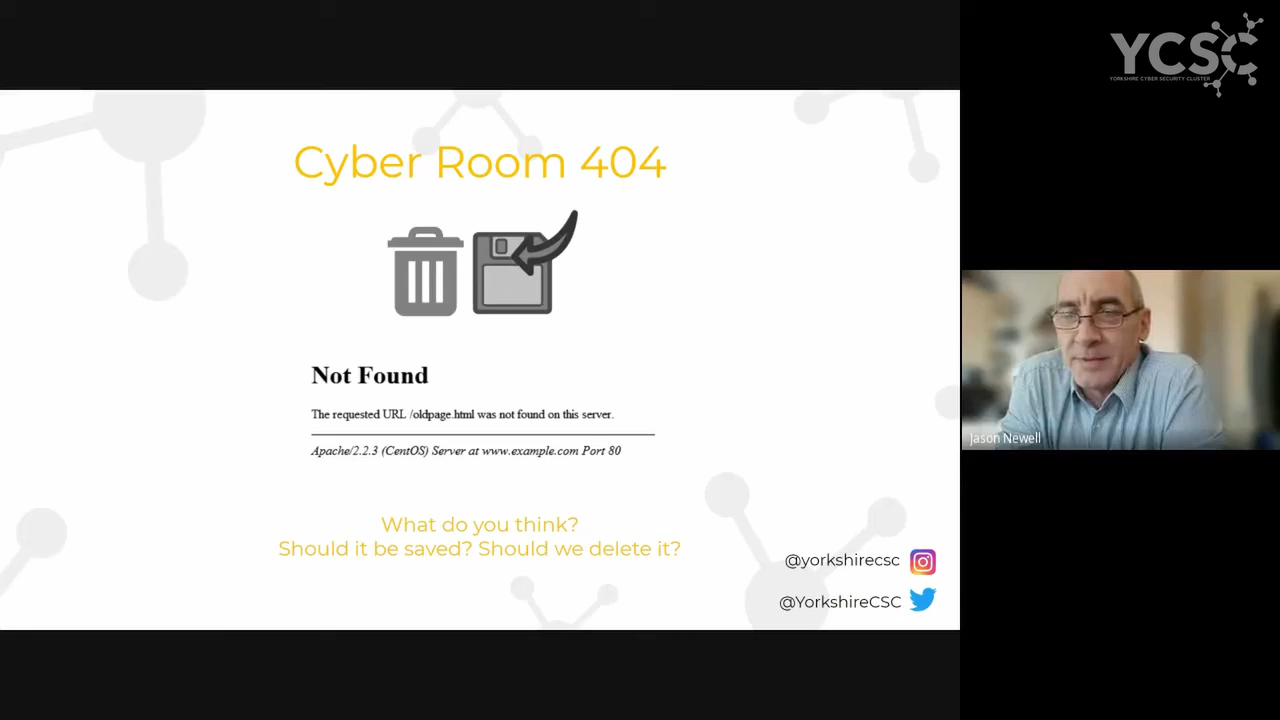 YCSC
YORKSHIRE CYBER SECURITY CLUSTER
Cyber Room 404
Not Found
The requested URL /oldpage.html was not found on this server.
Apache/2.2.3 (CentOS) Server at www.example.com Port 80
What do you think?
Should it be saved? Should we delete it?
@yorkshirecsc
@YorkshireCSC
Jason Newell